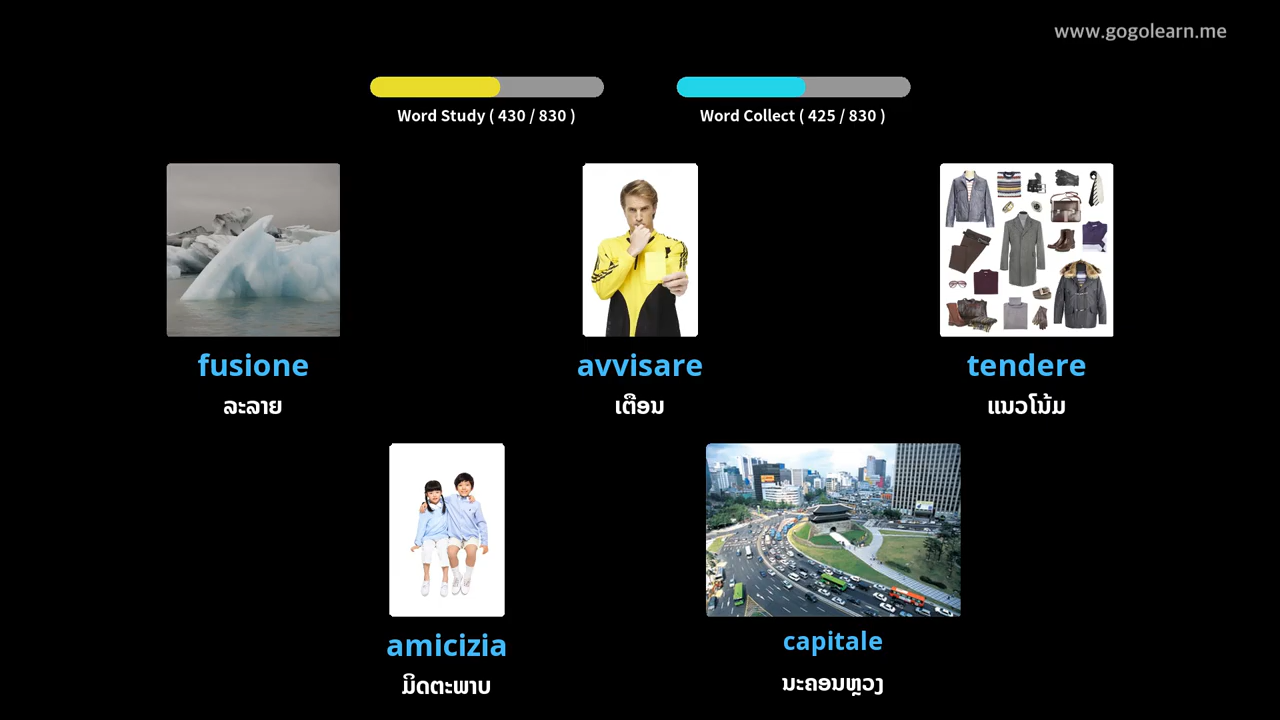 www.gogolearn.me
Word Study ( 430 / 830 )
Word Collect ( 425 / 830 )
fusione
ລະລາຍ
avvisare
ເຕືອນ
tendere
ແນວໂນ້ມ
amicizia
ມິດຕະພາບ
capitale
ນະຄອນຫຼວງ